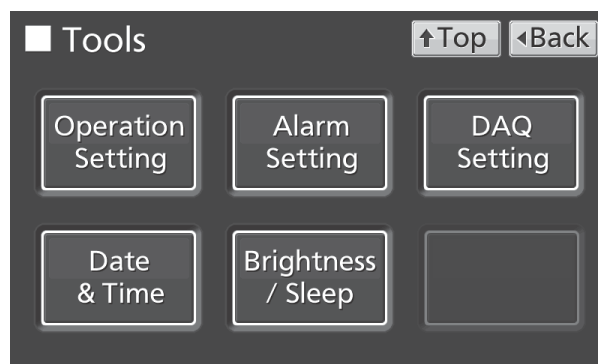 Tools
Top
Back
Operation
Setting
Alarm
Setting
DAQ
Setting
Date
& Time
Brightness
/ Sleep